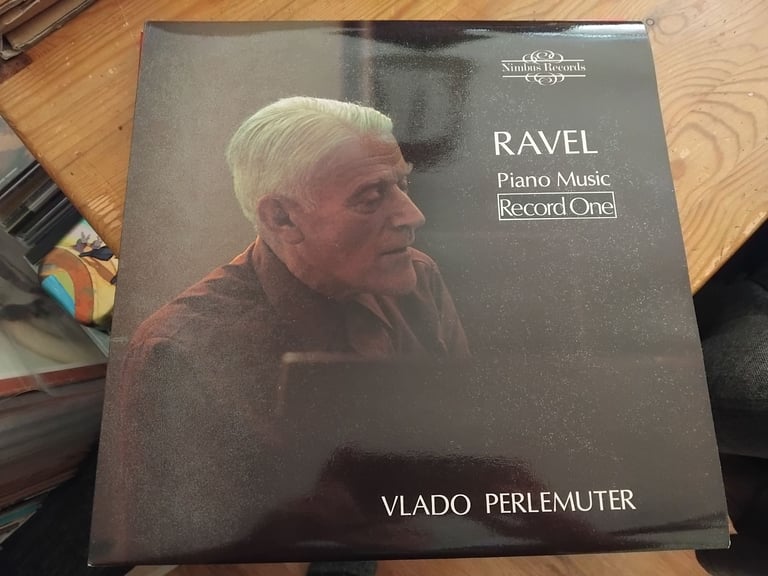 Nimbus Records
RAVEL
Piano Music
Record One
VLADO PERLEMUTER